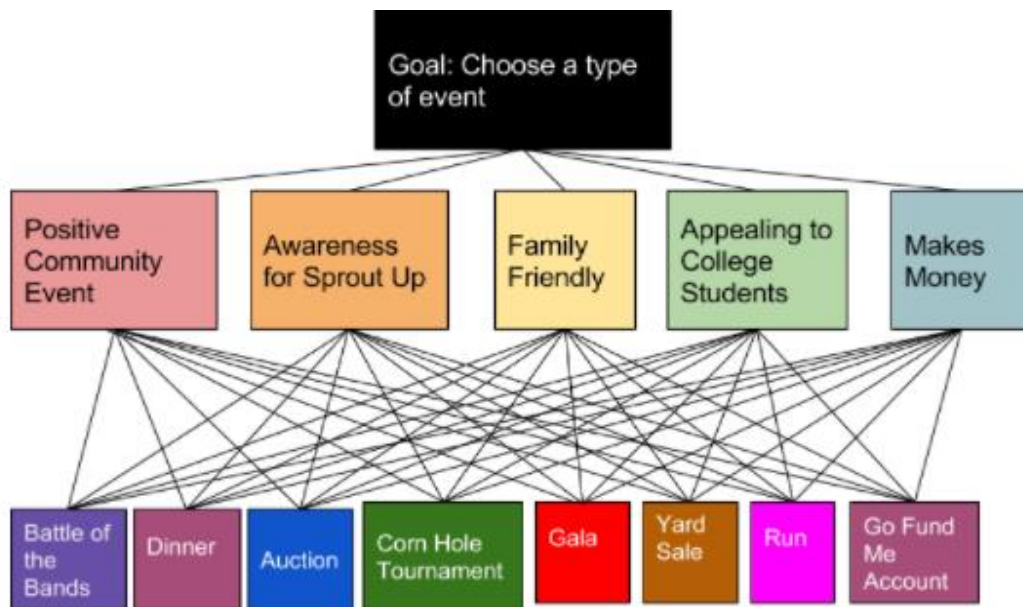 Goal: Choose a type
of event
Positive
Community
Event
Awareness
for Sprout Up
Family
Friendly
Appealing to
College
Students
Makes
Money
Battle of
the
Bands
Dinner
Auction
Corn Hole
Tournament
Gala
Yard
Sale
Run
Go Fund
Me
Account